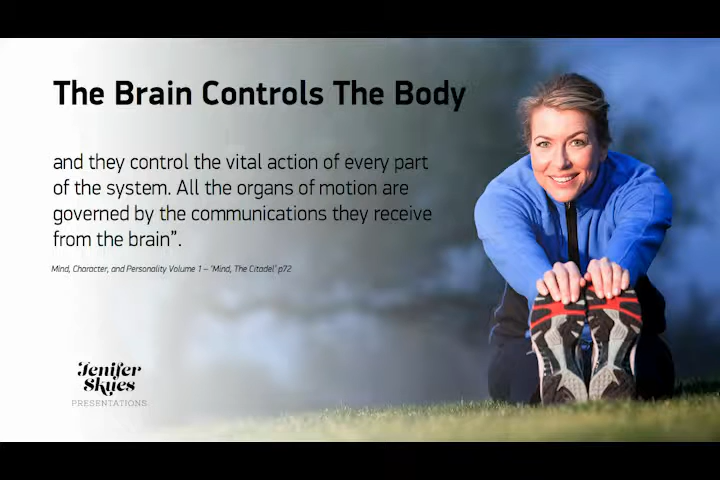 The Brain Controls The Body
and they control the vital action of every part
of the system. All the organs of motion are
governed by the communications they receive
from the brain”.
Mind, Character, and Personality Volume 1 – ‘Mind, The Citadel’ p72
Jenifer
Skyes
PRESENTATIONS